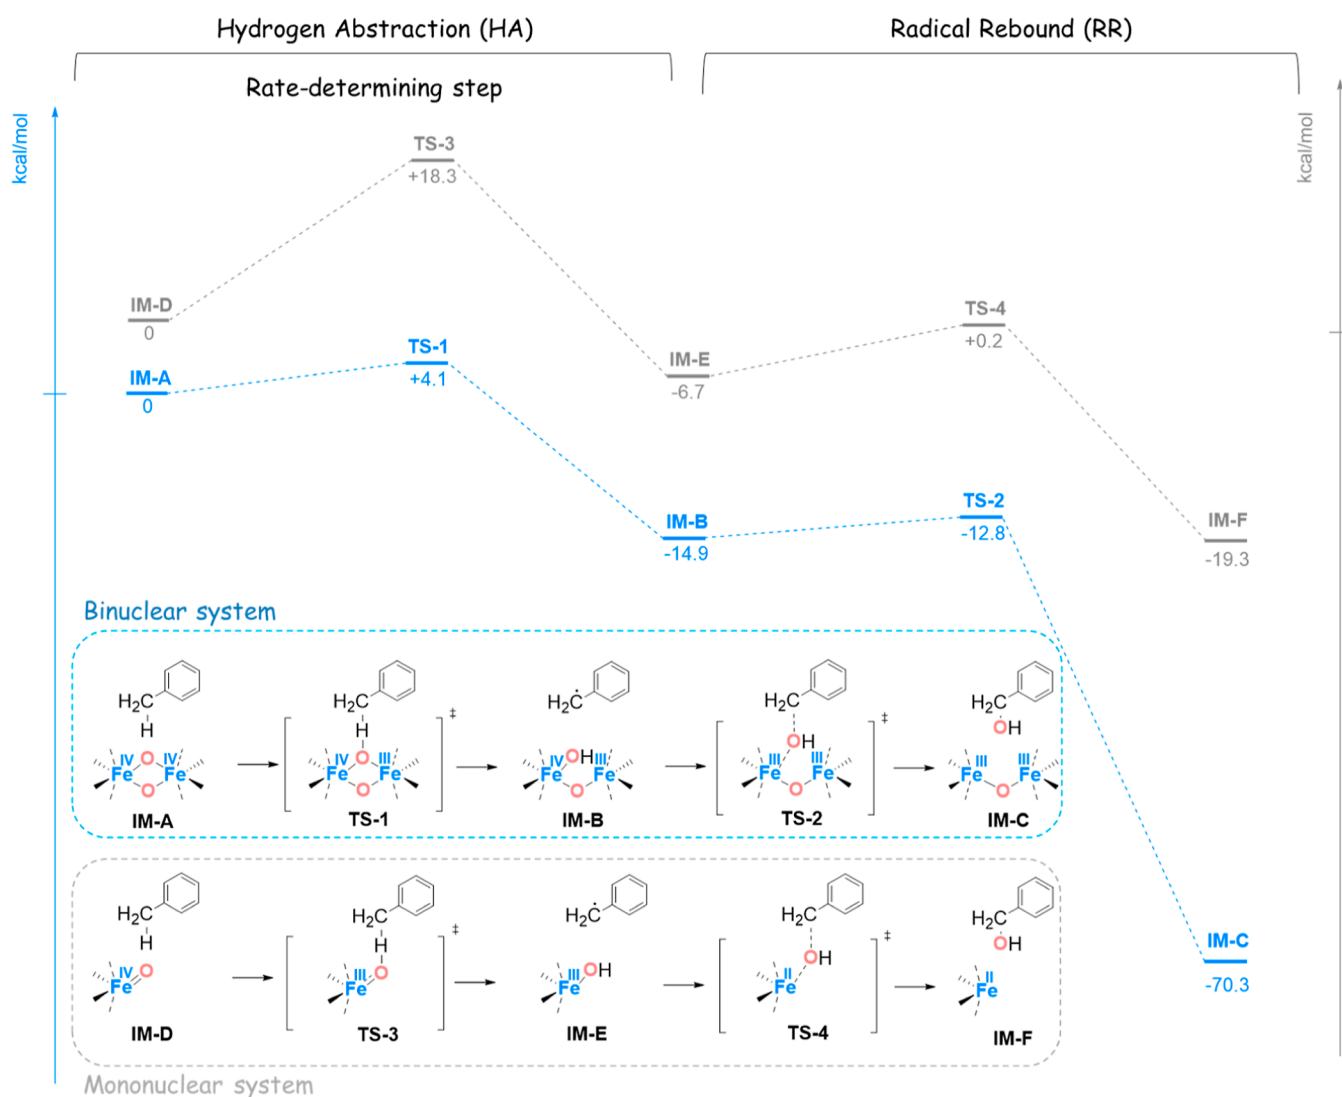 Hydrogen Abstraction (HA)
Radical Rebound (RR)
Rate-determining step
kcal/mol
kcal/mol
TS-3
+18.3
IM-D
0
TS-4
+0.2
TS-1
+4.1
IM-E
-6.7
IM-A
0
TS-2
-12.8
IM-B
-14.9
IM-F
-19.3
Binuclear system
H2C H2C H2Ċ H2C H2C
H H OH OH
IV O IV IV O III IV OH III III III III III
Fe Fe Fe Fe Fe Fe Fe Fe Fe Fe
O O O O O
‡ ‡
IM-A TS-1 IM-B TS-2 IM-C
IM-C
-70.3
H2C H2C H2Ċ H2C H2C
H H OH OH
IV O III O III OH II II
Fe Fe Fe Fe Fe
‡ ‡
IM-D TS-3 IM-E TS-4 IM-F
Mononuclear system